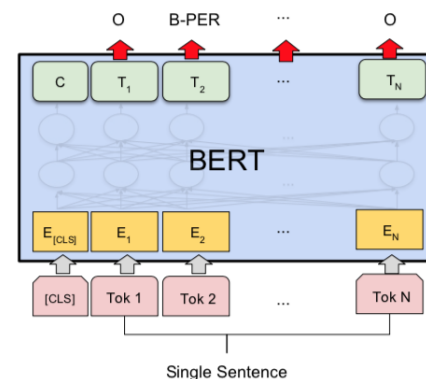 O B-PER ... O
C T1 T2 ... TN
...
...
BERT
E[CLS] E1 E2 ... EN
[CLS] Tok 1 Tok 2 ... Tok N
Single Sentence